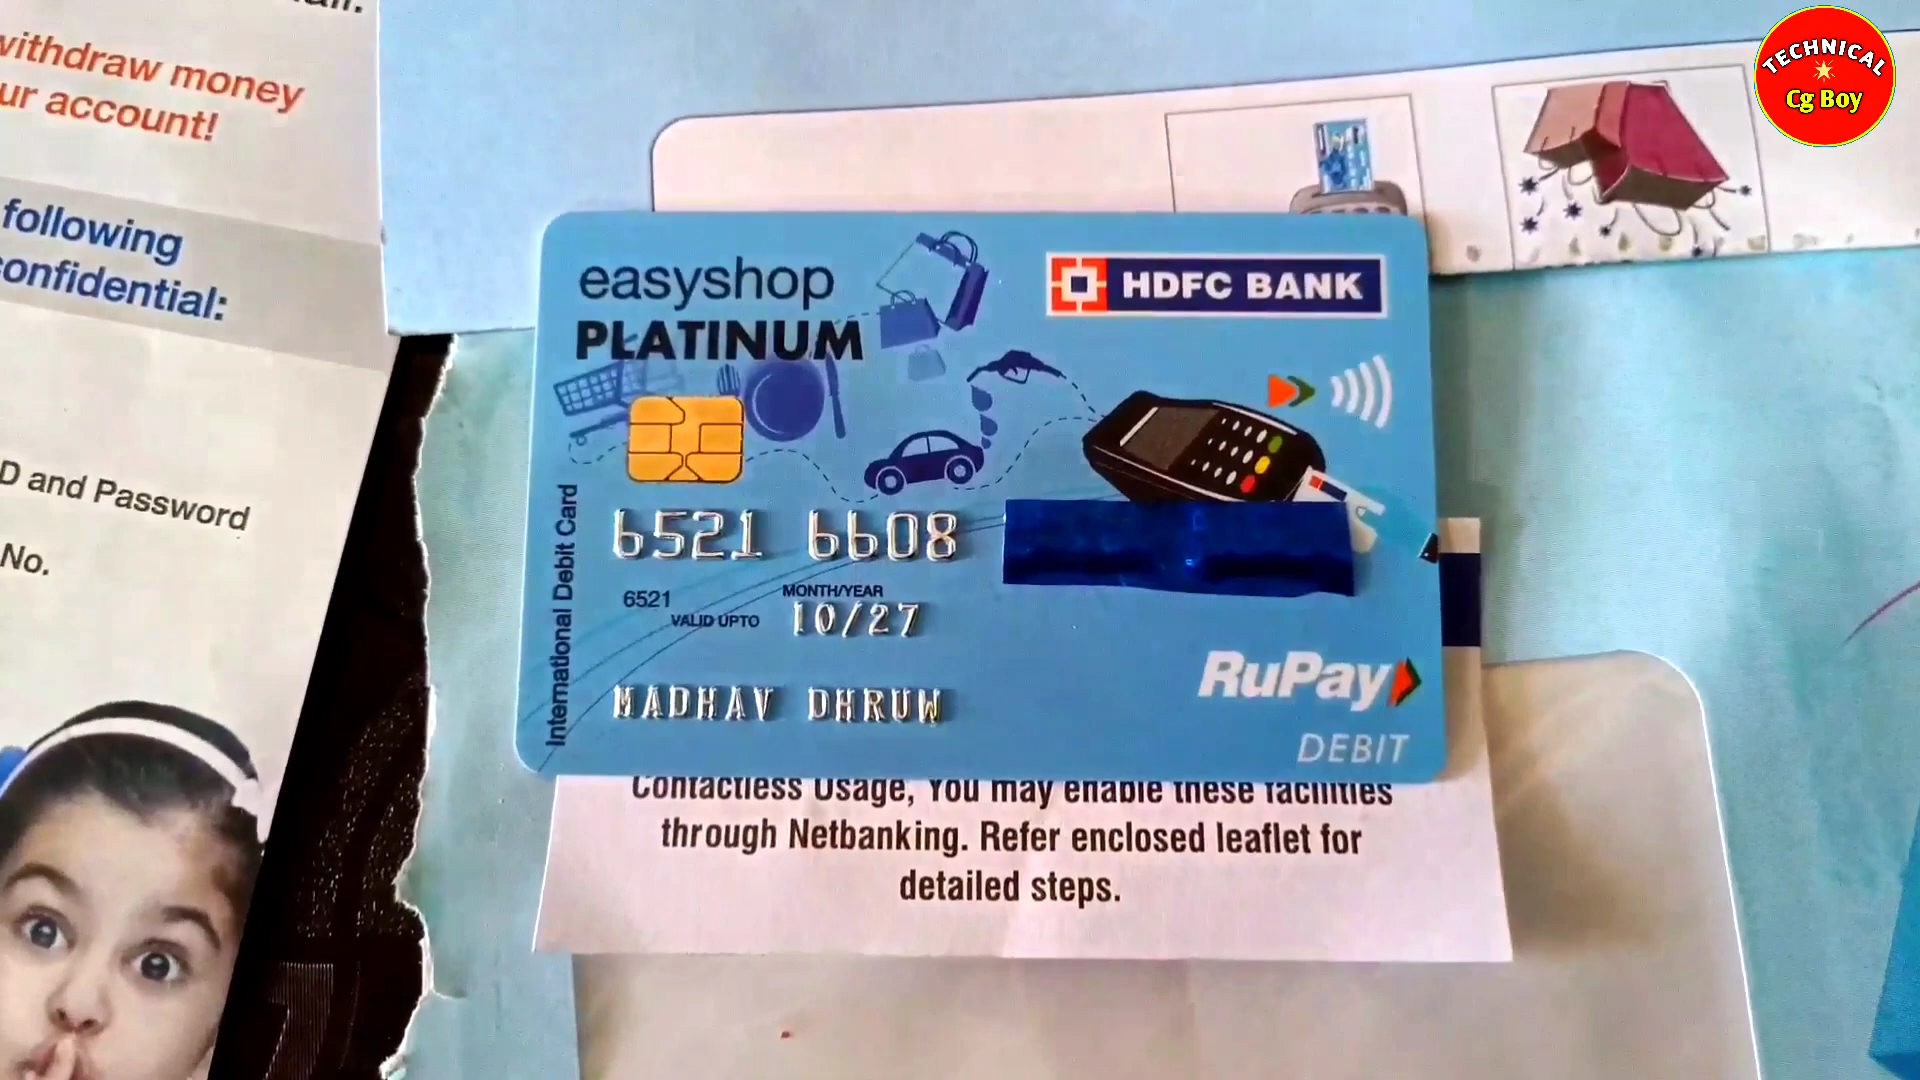 withdraw money
ur account!
following
confidential:
D and Password
No.
TECHNICAL
Cg Boy
easyshop
PLATINUM
HDFC BANK
International Debit Card
6521 6608
6521
MONTH/YEAR
VALID UPTO
10/27
MADHAV DHRUW
RuPay
DEBIT
Contactless Usage, You may enable these facilities
through Netbanking. Refer enclosed leaflet for
detailed steps.